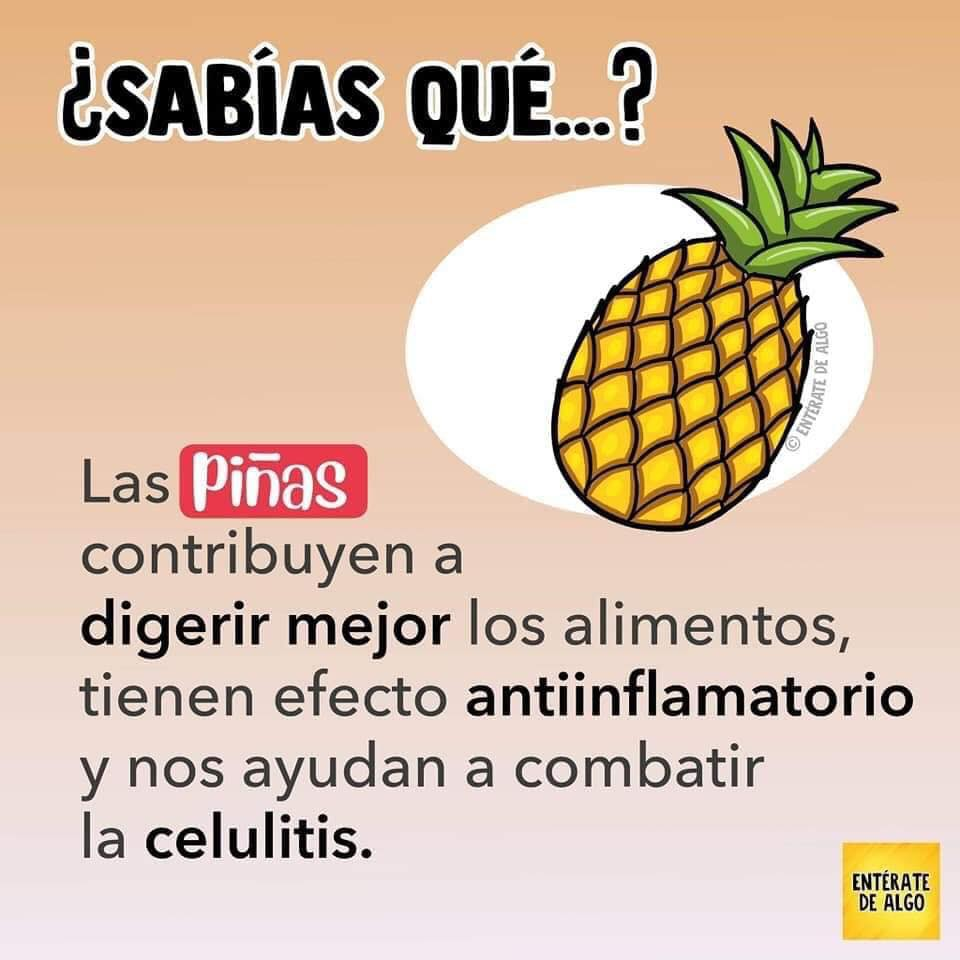 ¿SABÍAS QUÉ...?
© ENTÉRATE DE ALGO
Las Piñas
contribuyen a
digerir mejor los alimentos,
tienen efecto antiinflamatorio
y nos ayudan a combatir
la celulitis.
ENTÉRATE
DE ALGO